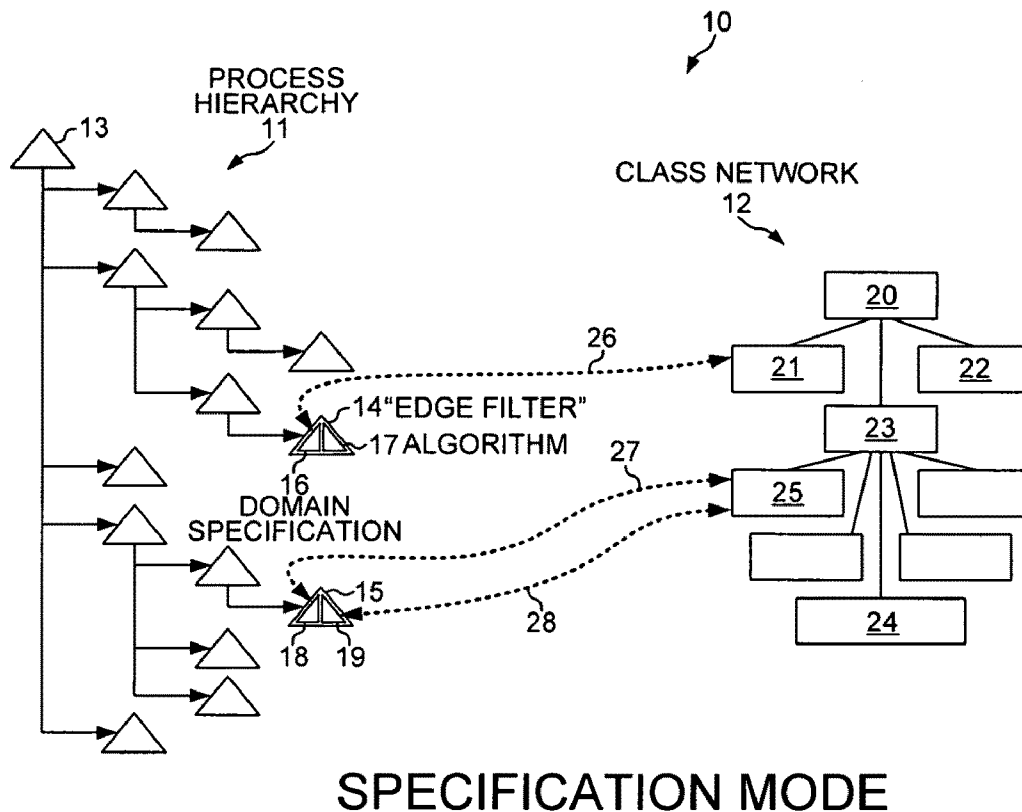 10
PROCESS
HIERARCHY
11
13
CLASS NETWORK
12
20
26
21
22
14 "EDGE FILTER"
23
17 ALGORITHM
16
27
DOMAIN
SPECIFICATION
25
15
28
18
19
24
SPECIFICATION MODE